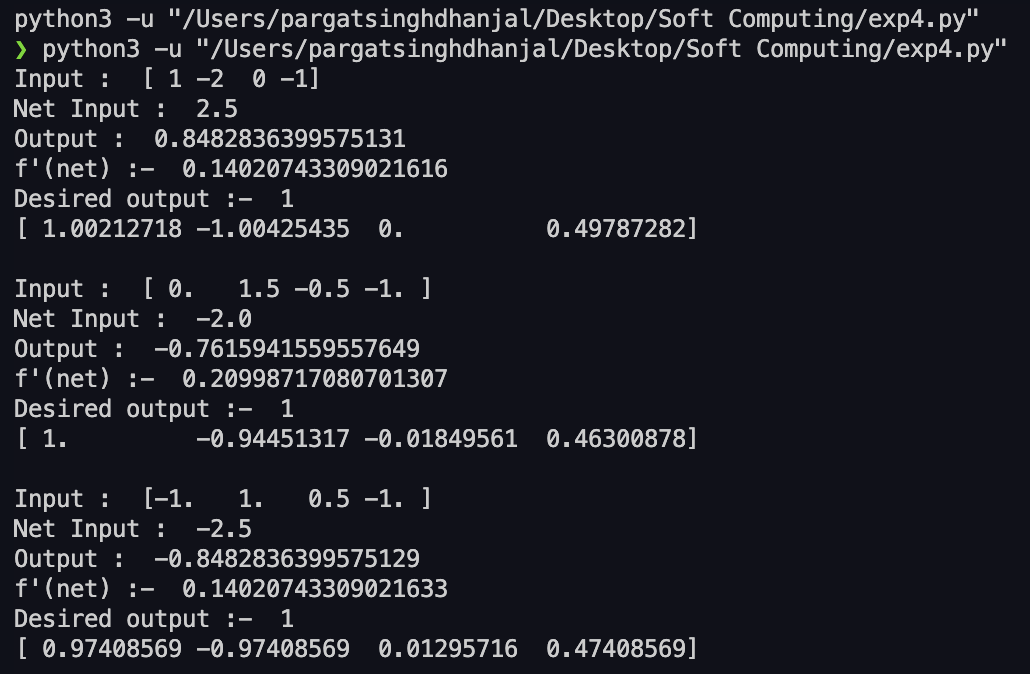 python3 -u "/Users/pargatsinghdhanjal/Desktop/Soft Computing/exp4.py"
❯ python3 -u "/Users/pargatsinghdhanjal/Desktop/Soft Computing/exp4.py"
Input :  [ 1 -2  0 -1]
Net Input :  2.5
Output :  0.8482836399575131
f'(net) :-  0.14020743309021616
Desired output :-  1
[ 1.00212718 -1.00425435  0.          0.49787282]
Input :  [ 0.   1.5 -0.5 -1. ]
Net Input :  -2.0
Output :  -0.7615941559557649
f'(net) :-  0.20998717080701307
Desired output :-  1
[ 1.         -0.94451317 -0.01849561  0.46300878]
Input :  [-1.   1.   0.5 -1. ]
Net Input :  -2.5
Output :  -0.8482836399575129
f'(net) :-  0.14020743309021633
Desired output :-  1
[ 0.97408569 -0.97408569  0.01295716  0.47408569]